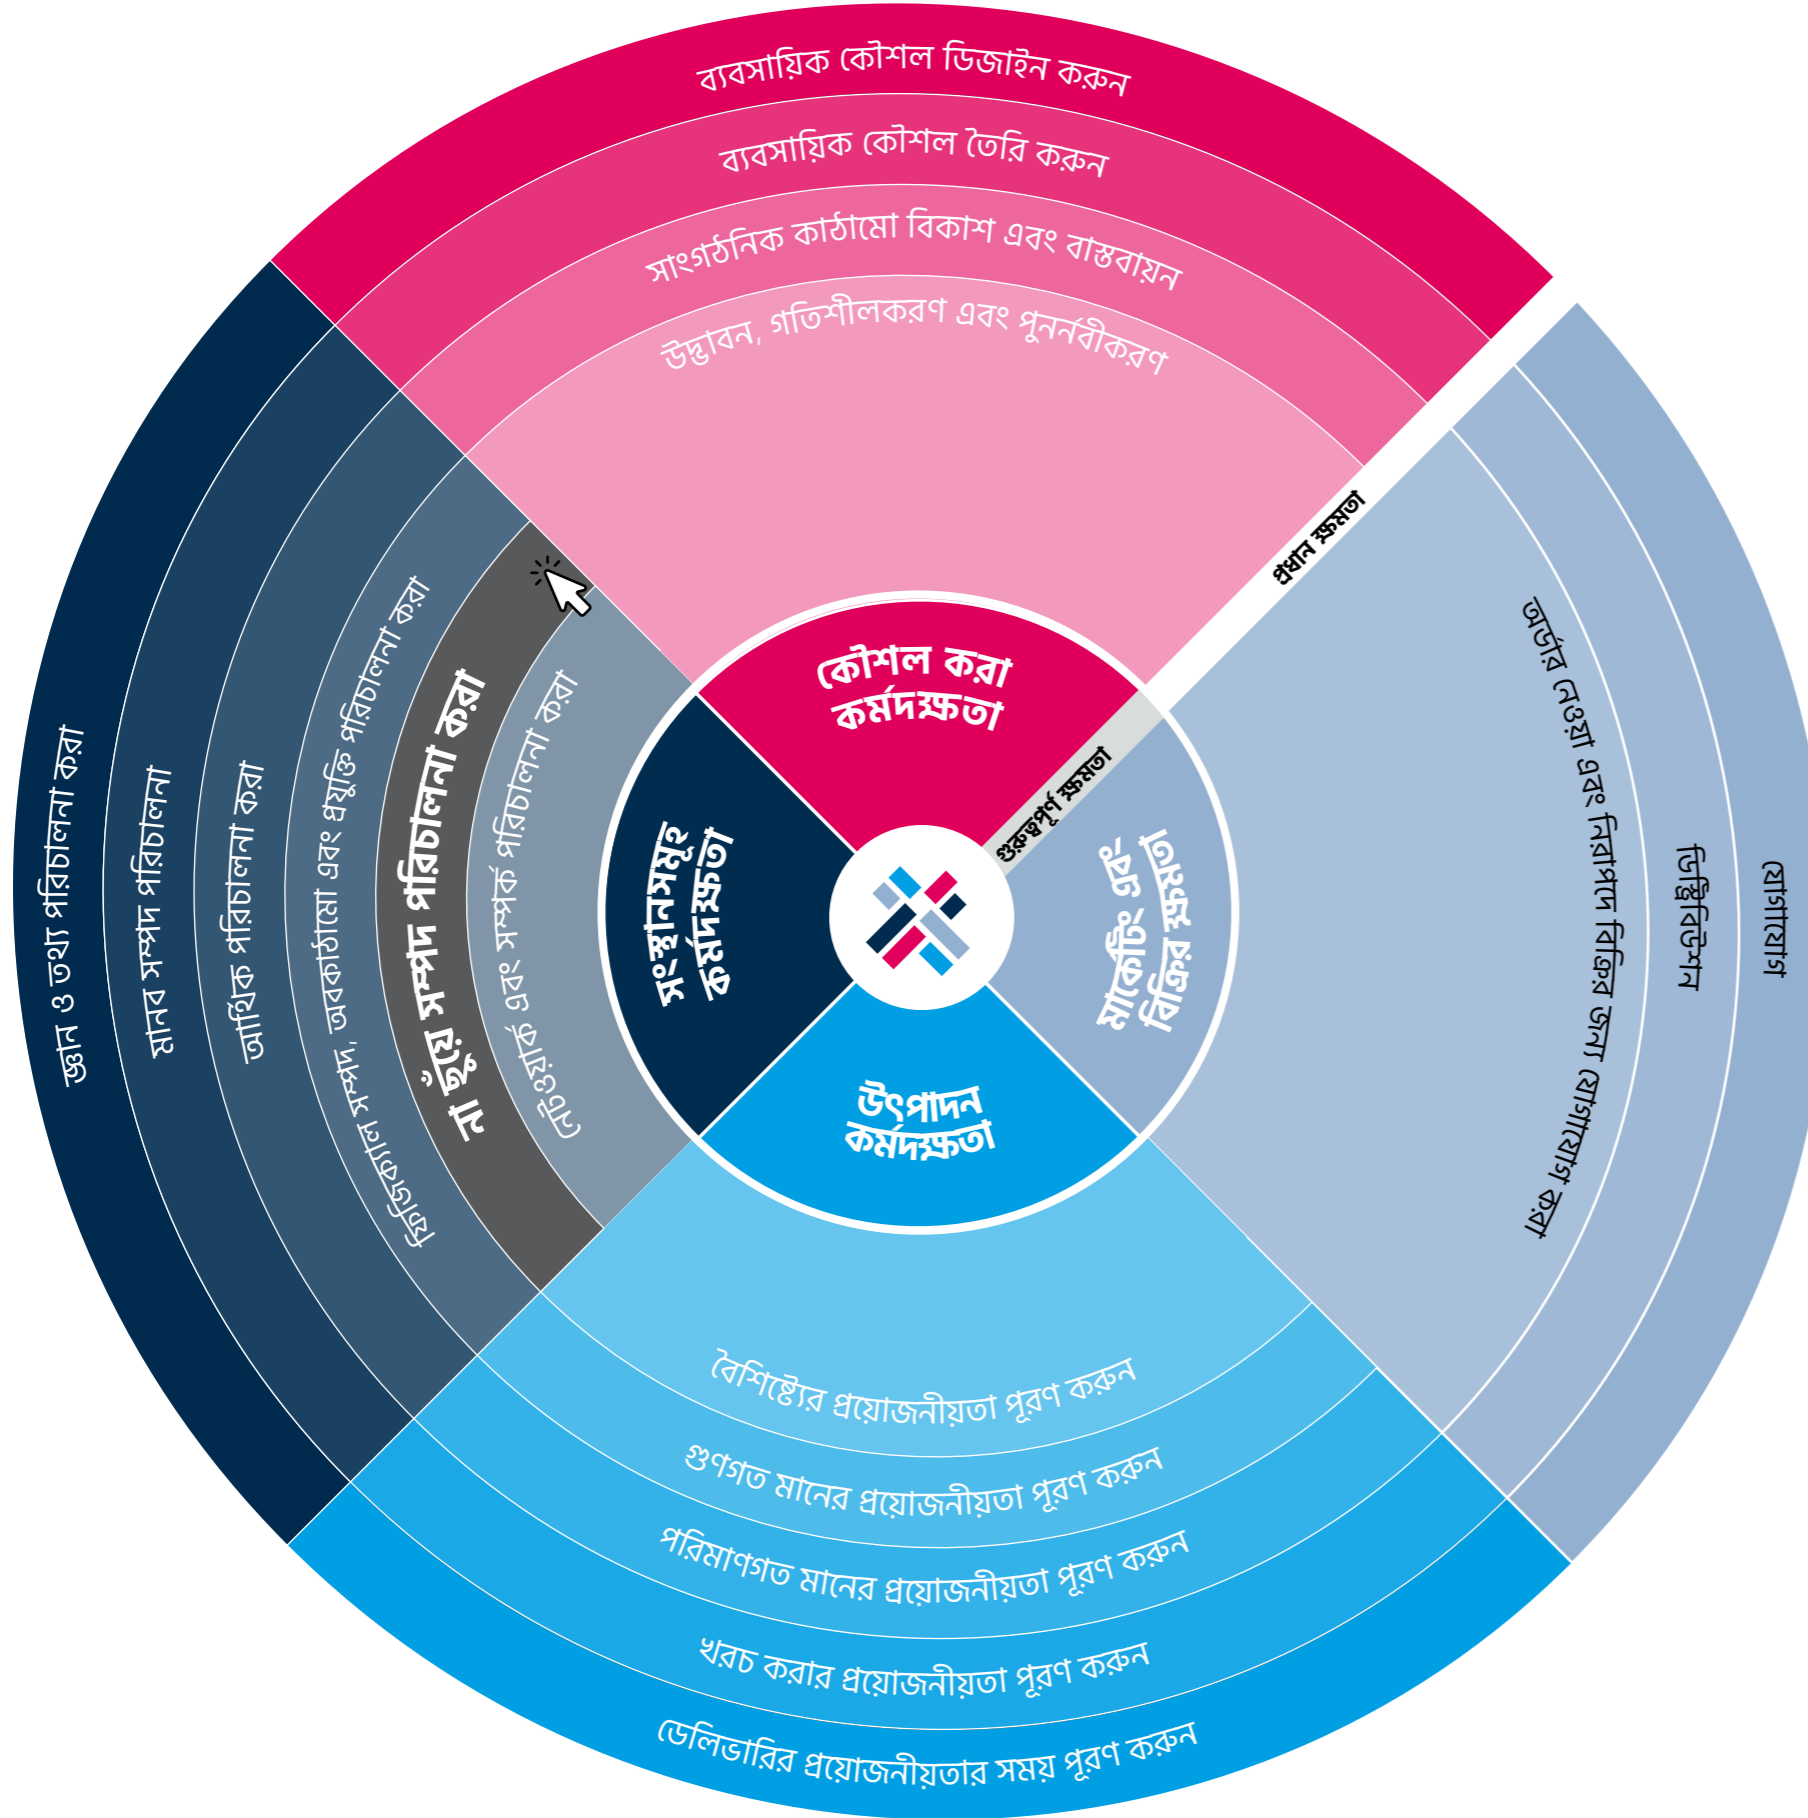 ব্যবসায়িক কৌশল ডিজাইন করুন
ব্যবসায়িক কৌশল তৈরি করুন
সাংগঠনিক কাঠামো বিকাশ এবং বাস্তবায়ন
উদ্ভাবন, গতিশীলকরণ এবং পুনর্নবীকরণ
প্রধান ক্ষমতা
কৌশল করা
কর্মদক্ষতা
গুরুত্বপূর্ণ ক্ষমতা
জ্ঞান ও তথ্য পরিচালনা করা
মানব সম্পদ পরিচালনা
আর্থিক পরিচালনা করা
ফিজিক্যাল সম্পদ, অবকাঠামো এবং প্রযুক্তি পরিচালনা করা
না ছুঁয়ে সম্পদ পরিচালনা করা
নেটওয়ার্ক এবং সম্পর্ক পরিচালনা করা
সংস্থানসমূহ
কর্মদক্ষতা
মার্কেটিং এবং
বিক্রির ক্ষমতা
অর্ডার নেওয়া এবং নিরাপদে বিক্রির জন্য যোগাযোগ করা
ডিস্ট্রিবিউশন
যোগাযোগ
উৎপাদন
কর্মদক্ষতা
বৈশিষ্ট্যের প্রয়োজনীয়তা পূরণ করুন
গুণগত মানের প্রয়োজনীয়তা পূরণ করুন
পরিমাণগত মানের প্রয়োজনীয়তা পূরণ করুন
খরচ করার প্রয়োজনীয়তা পূরণ করুন
ডেলিভারির প্রয়োজনীয়তার সময় পূরণ করুন